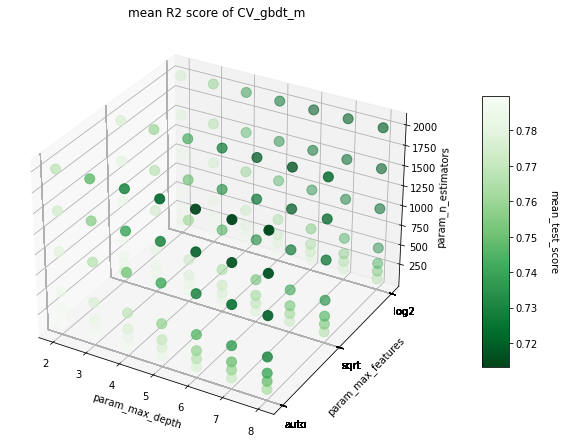 mean R2 score of CV_gbdt_m
2000
1750
1500
1250
1000
750
500
250
param_n_estimators
log2
sqrt
auto
param_max_features
2
3
4
5
6
7
8
param_max_depth
0.78
0.77
0.76
0.75
0.74
0.73
0.72
mean_test_score